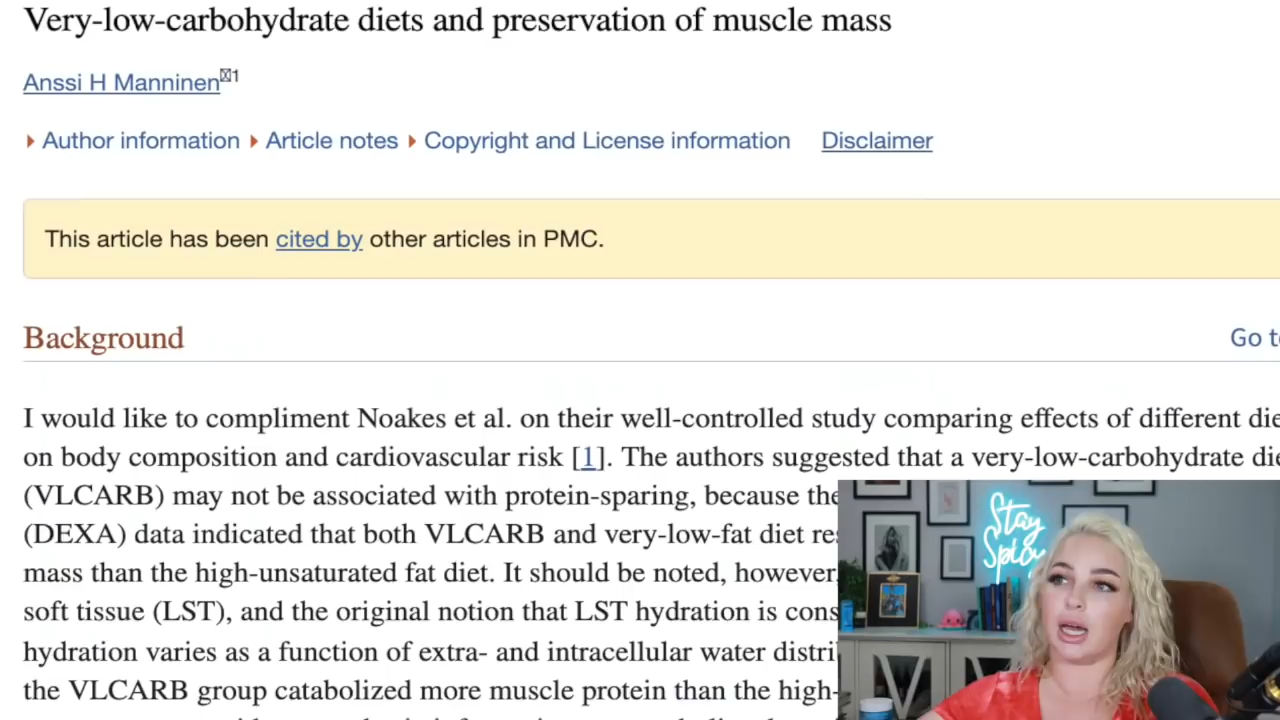 Very-low-carbohydrate diets and preservation of muscle mass
Anssi H Manninen 1
Author information Article notes Copyright and License information Disclaimer
This article has been cited by other articles in PMC.
Background
Go
I would like to compliment Noakes et al. on their well-controlled study comparing effects of different
on body composition and cardiovascular risk [1]. The authors suggested that a very-low-carbohydrate
(VLCARB) may not be associated with protein-sparing, because the
(DEXA) data indicated that both VLCARB and very-low-fat diet
mass than the high-unsaturated fat diet. It should be noted, however,
soft tissue (LST), and the original notion that LST hydration is
hydration varies as a function of extra- and intracellular water
the VLCARB group catabolized more muscle protein than the high-
Stay
Spicy